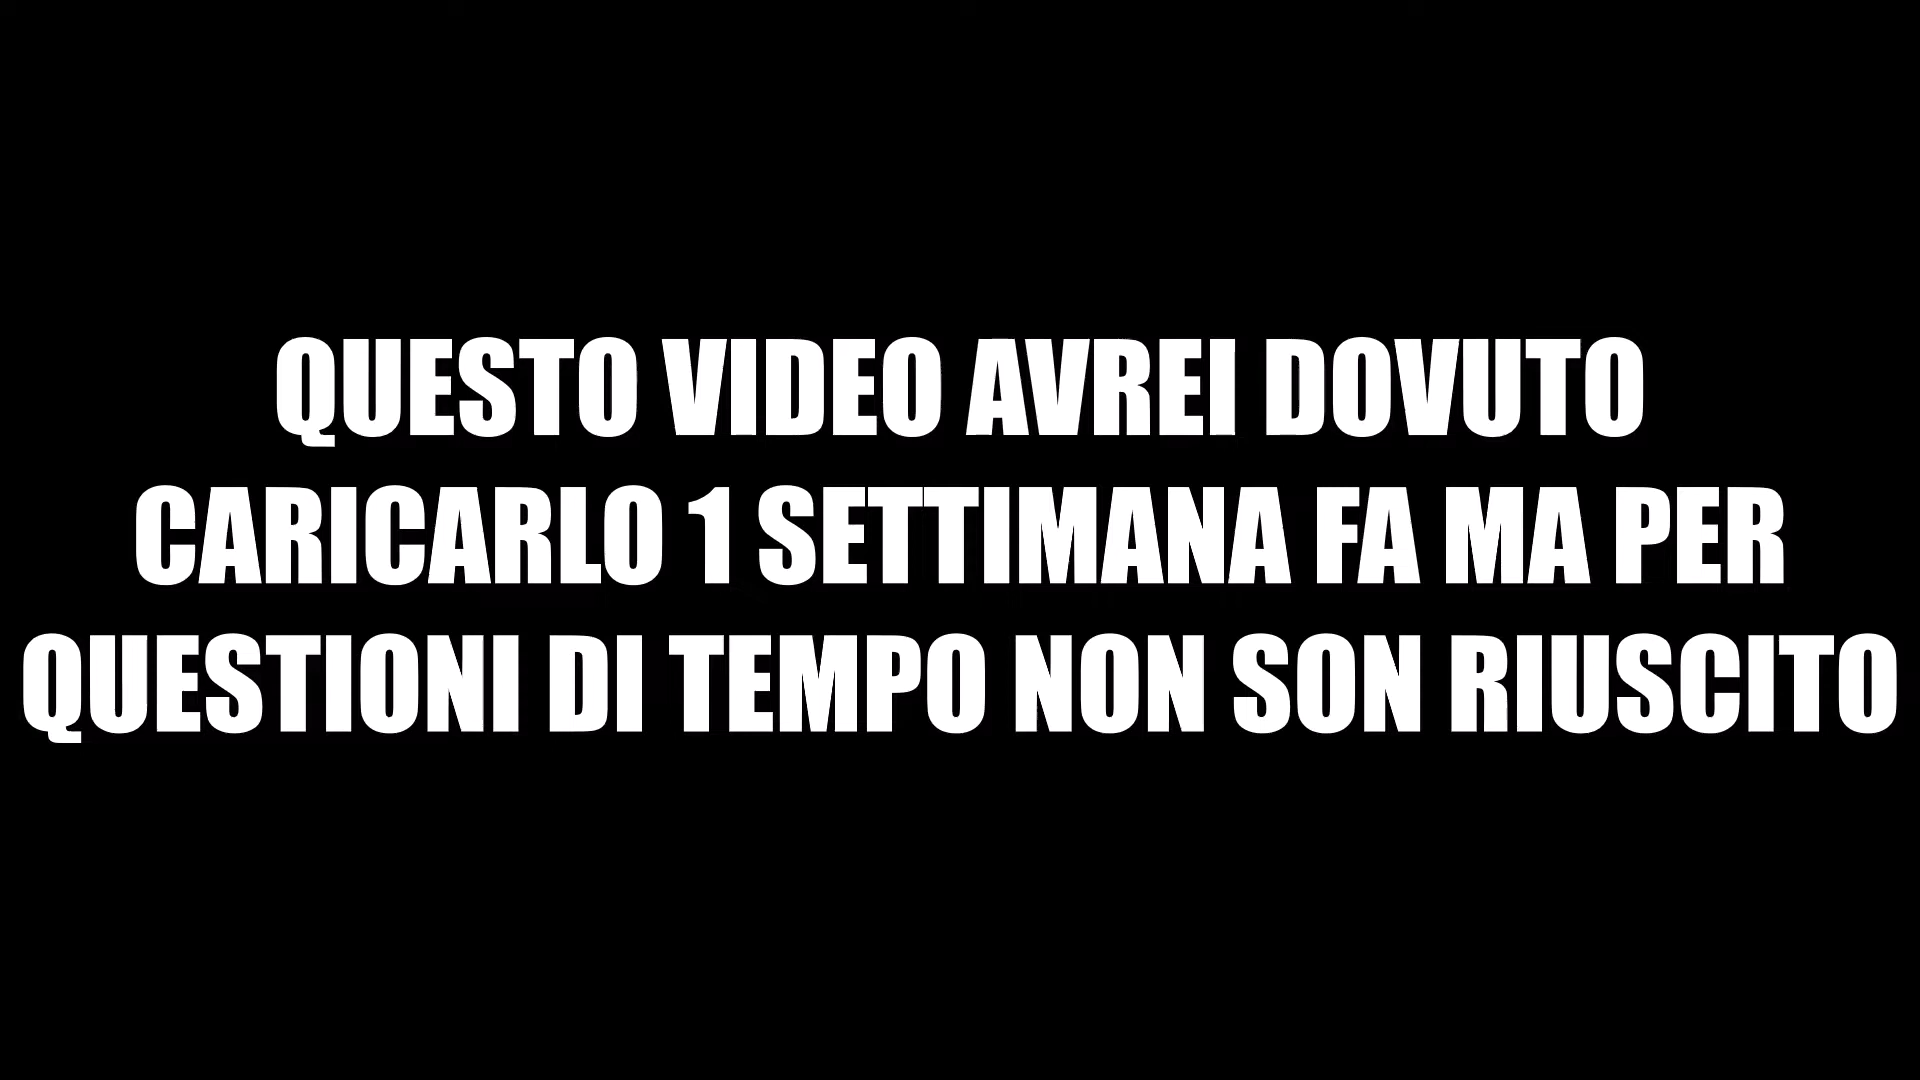 QUESTO VIDEO AVREI DOVUTO
CARICARLO 1 SETTIMANA FA MA PER
QUESTIONI DI TEMPO NON SON RIUSCITO